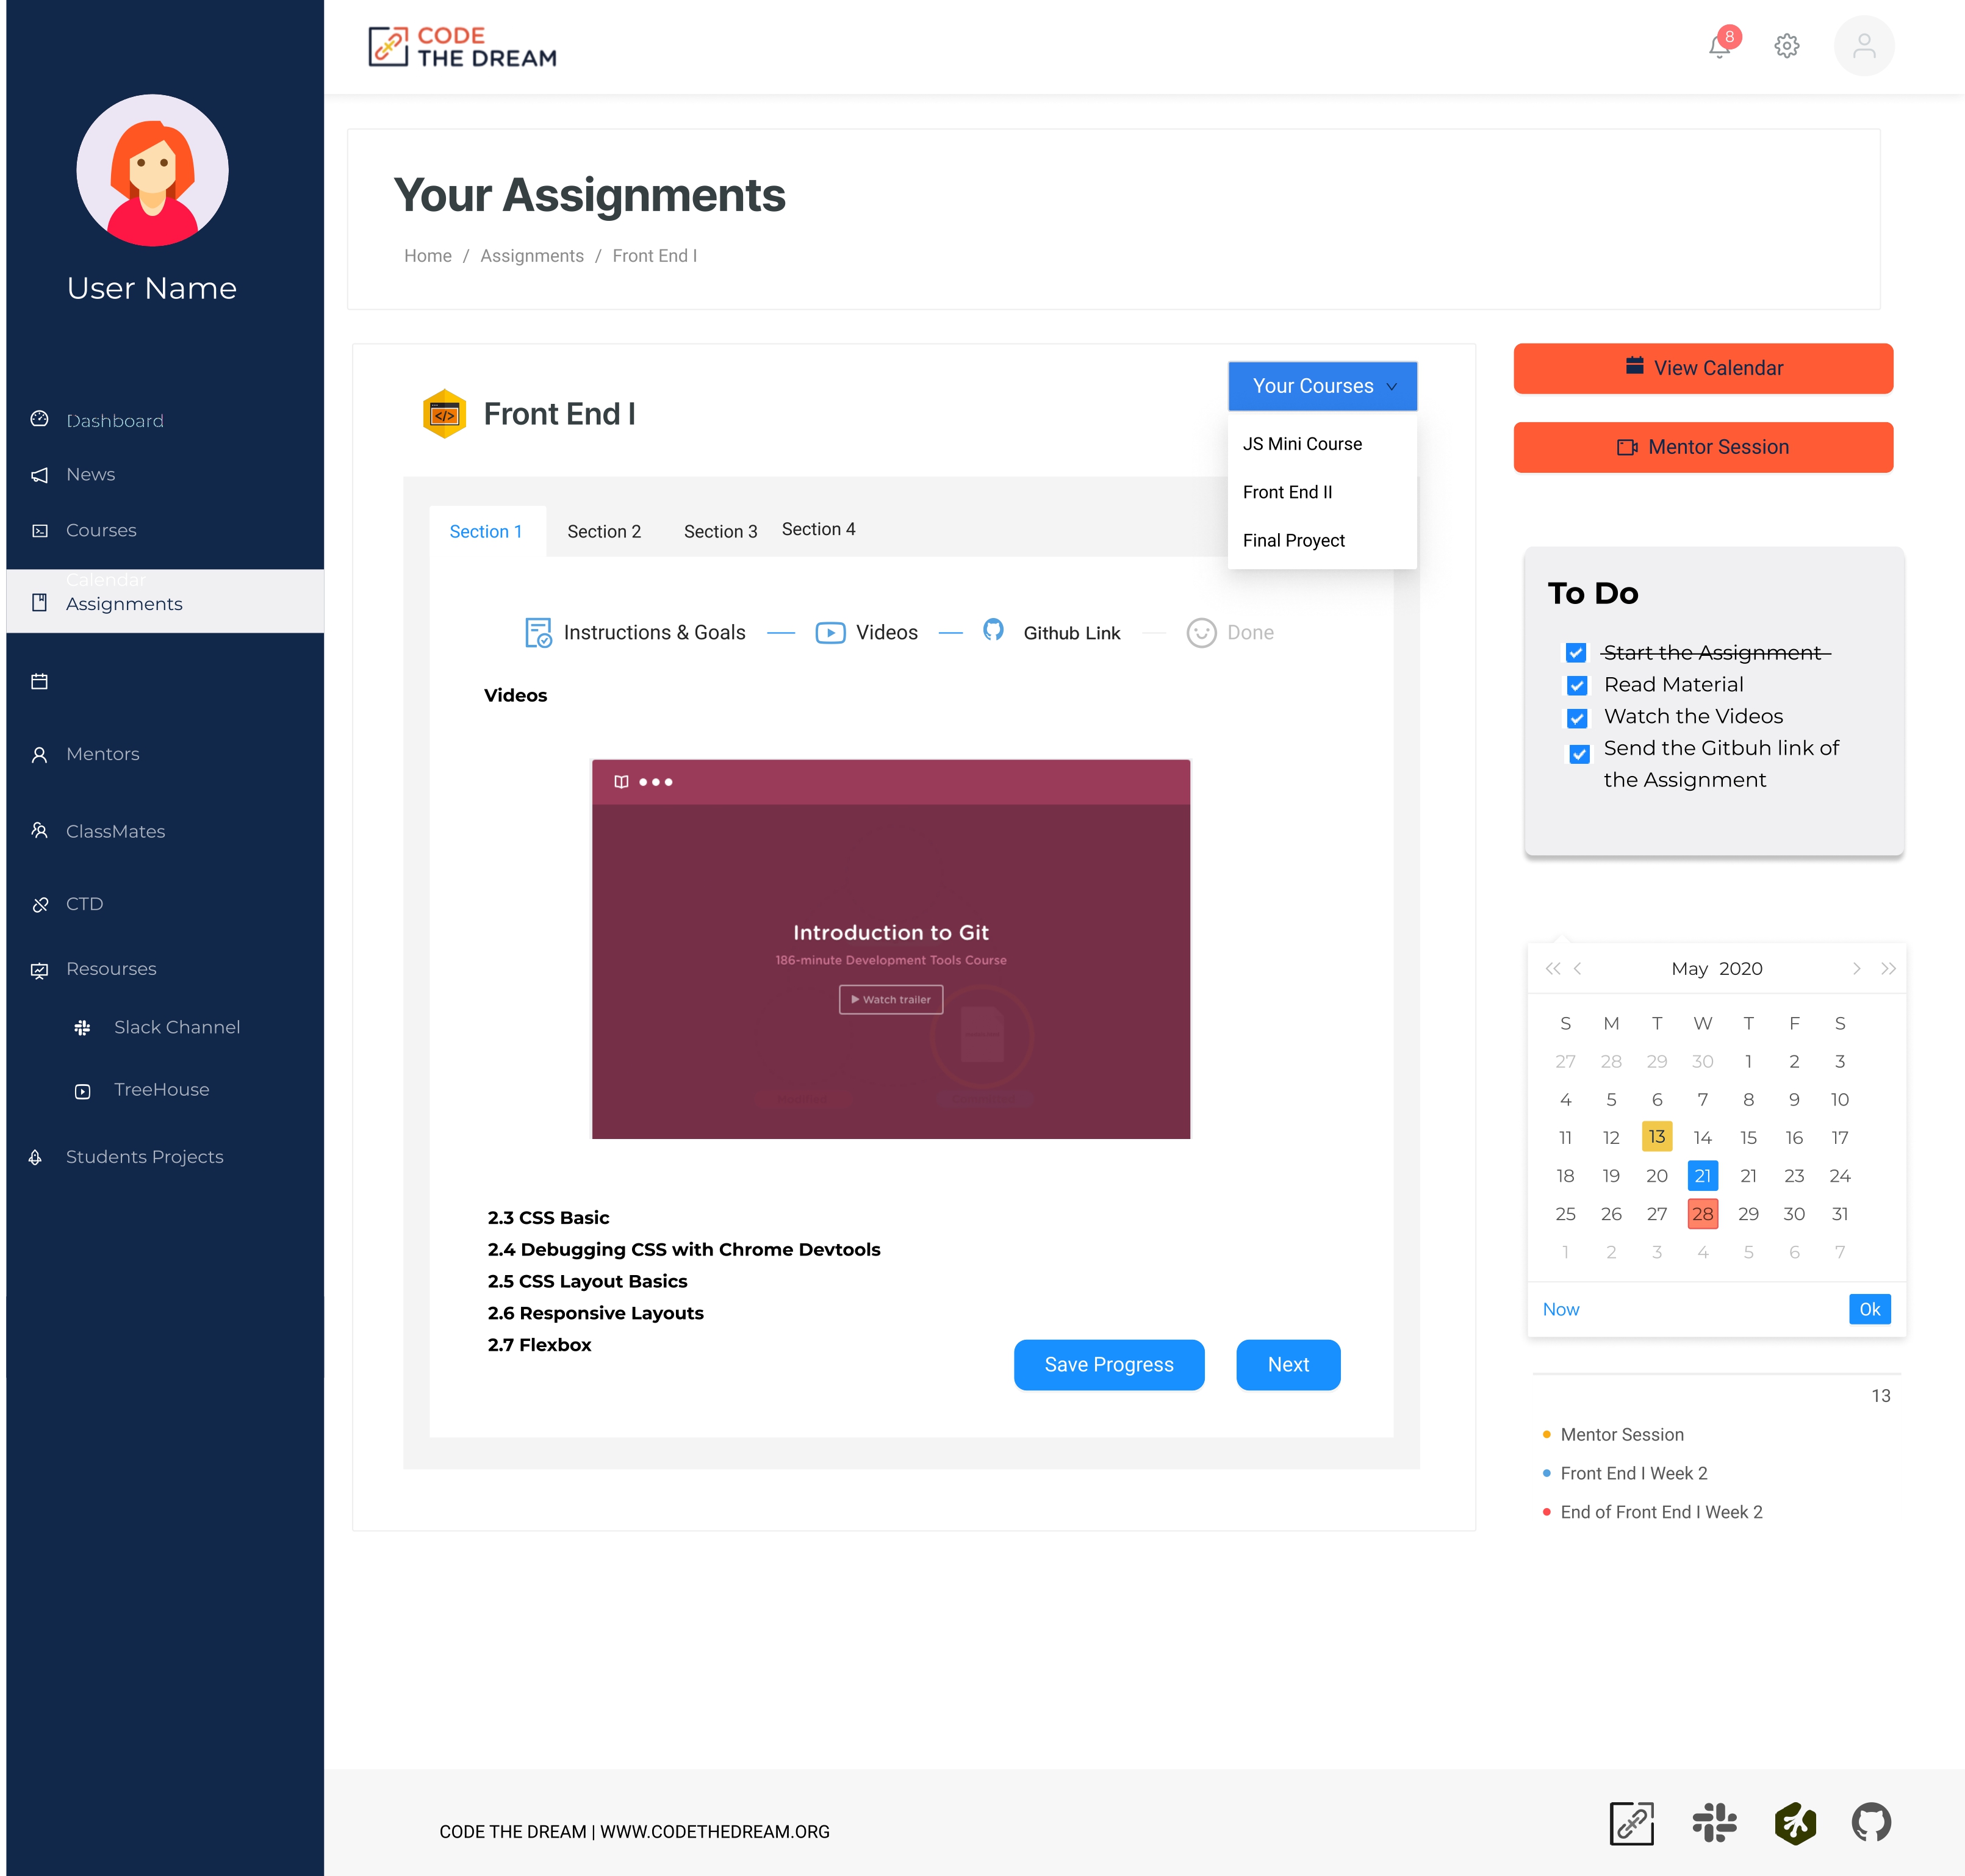 CODE
THE DREAM
8
User Name
Dashboard
News
Courses
Calendar
Assignments
Mentors
ClassMates
CTD
Resourses
Slack Channel
TreeHouse
Students Projects
Your Assignments
Home / Assignments / Front End I
Front End I
Your Courses
JS Mini Course
Front End II
Final Proyect
Section 1 Section 2 Section 3 Section 4
Instructions & Goals Videos Github Link Done
Videos
Introduction to Git
186-minute Development Tools Course
Watch trailer
2.3 CSS Basic
2.4 Debugging CSS with Chrome Devtools
2.5 CSS Layout Basics
2.6 Responsive Layouts
2.7 Flexbox
Save Progress Next
View Calendar
Mentor Session
To Do
Start the Assignment
Read Material
Watch the Videos
Send the Gitbuh link of
the Assignment
May 2020
S M T W T F S
27 28 29 30 1 2 3
4 5 6 7 8 9 10
11 12 13 14 15 16 17
18 19 20 21 21 23 24
25 26 27 28 29 30 31
1 2 3 4 5 6 7
Now Ok
13
Mentor Session
Front End I Week 2
End of Front End I Week 2
CODE THE DREAM | WWW.CODETHEDREAM.ORG